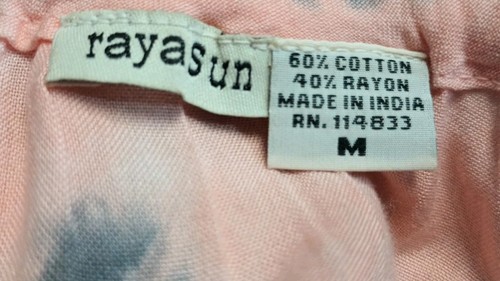 rayasun
60% COTTON
40% RAYON
MADE IN INDIA
RN. 114833
M